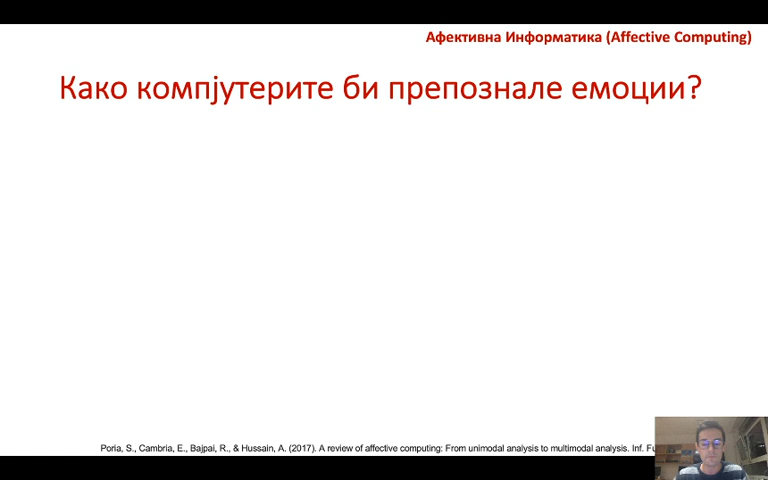 Афективна Информатика (Affective Computing)
Како компјутерите би препознале емоции?
Poria, S., Cambria, E., Bajpai, R., & Hussain, A. (2017). A review of affective computing: From unimodal analysis to multimodal analysis. Inf.